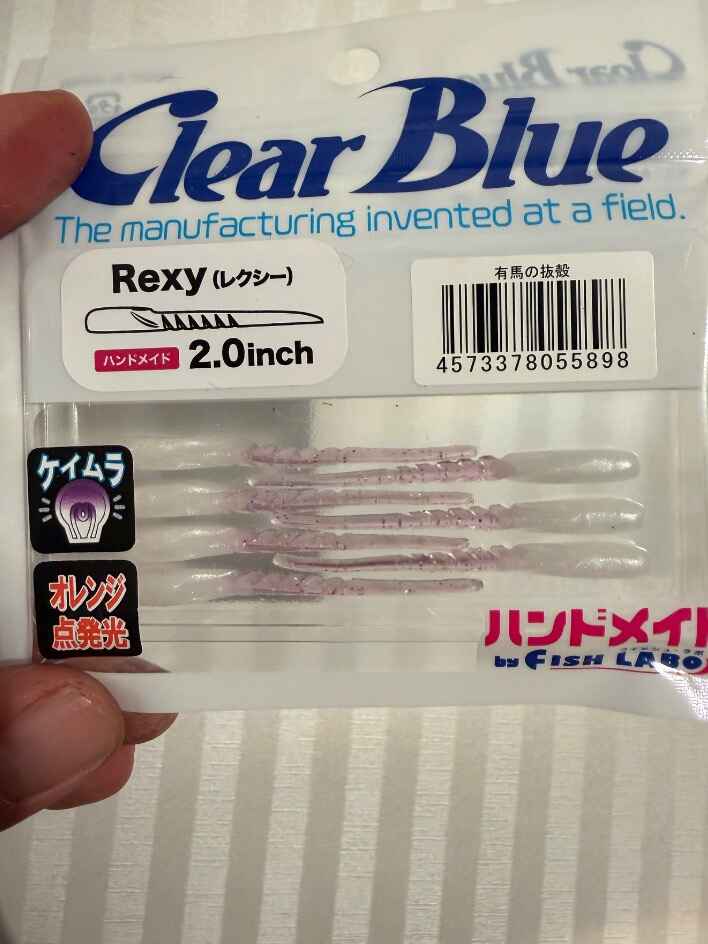 Clear Blue
The manufacturing invented at a field.
Rexy (レクシー)
ハンドメイド 2.0inch
有馬の抜殻
4573378055898
ケイムラ
オレンジ
点発光
ハンドメイド
by FISH LABO